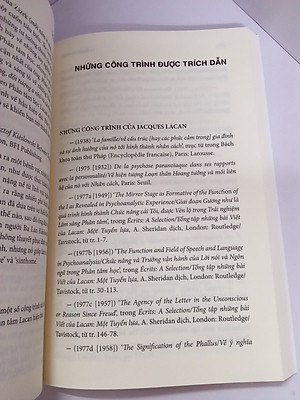 NHỮNG CÔNG TRÌNH ĐƯỢC TRÍCH DẪN
NHỮNG CÔNG TRÌNH CỦA JACQUES LACAN
— (1938) 'La famille/về cấu trúc [hay các phức cảm trong] gia đình
và sự ảnh hưởng của nó tới hình thành nhân cách', mục từ trong Bách
khoa toàn thư Pháp (Encyclopédie francaise), Paris: Larousse.
— (1975 [1932]) De la psychose paranoïaque dans ses rapports
avec la personnalité/Về hiện tượng Loạn thần Hoang tưởng và mối liên
hệ của nó với Nhân cách, Paris: Seuil.
— (1977a [1949]) 'The Mirror Stage as Formative of the Function of
the I as Revealed in Psychoanalytic Experience/Giai đoạn Gương như là
quá trình hình thành Chức năng cái Tôi, được Vén lộ trong Trải nghiệm
Lâm sàng Phân tâm', trong Écrits: A Selection/Tổng tập những bài Viết
của Lacan: Một Tuyển Lựa, A. Sheridan dịch, London: Routledge/
Tavistock, tr. 1-7.
— (1977b [1956]) 'The Function and Field of Speech and Language
in Psychoanalysis/Chức năng và Trường vận hành của Lời nói và Ngôn
ngữ trong Phân tâm học', trong Écrits: A Selection/Tổng tập những bài
Viết của Lacan: Một Tuyển Lựa, A. Sheridan dịch, London: Routledge/
Tavistock, tr. 30-113.
— (1977c [1957]) 'The Agency of the Letter in the Unconscious
or Reason Since Freud', trong Écrits: A Selection/Tổng tập những bài
Viết của Lacan: Một Tuyển Lựa, A. Sheridan dịch, London: Routledge/
Tavistock, tr. 146-78.
— (1977d [1958]) 'The Signification of the Phallus/Về ý nghĩa